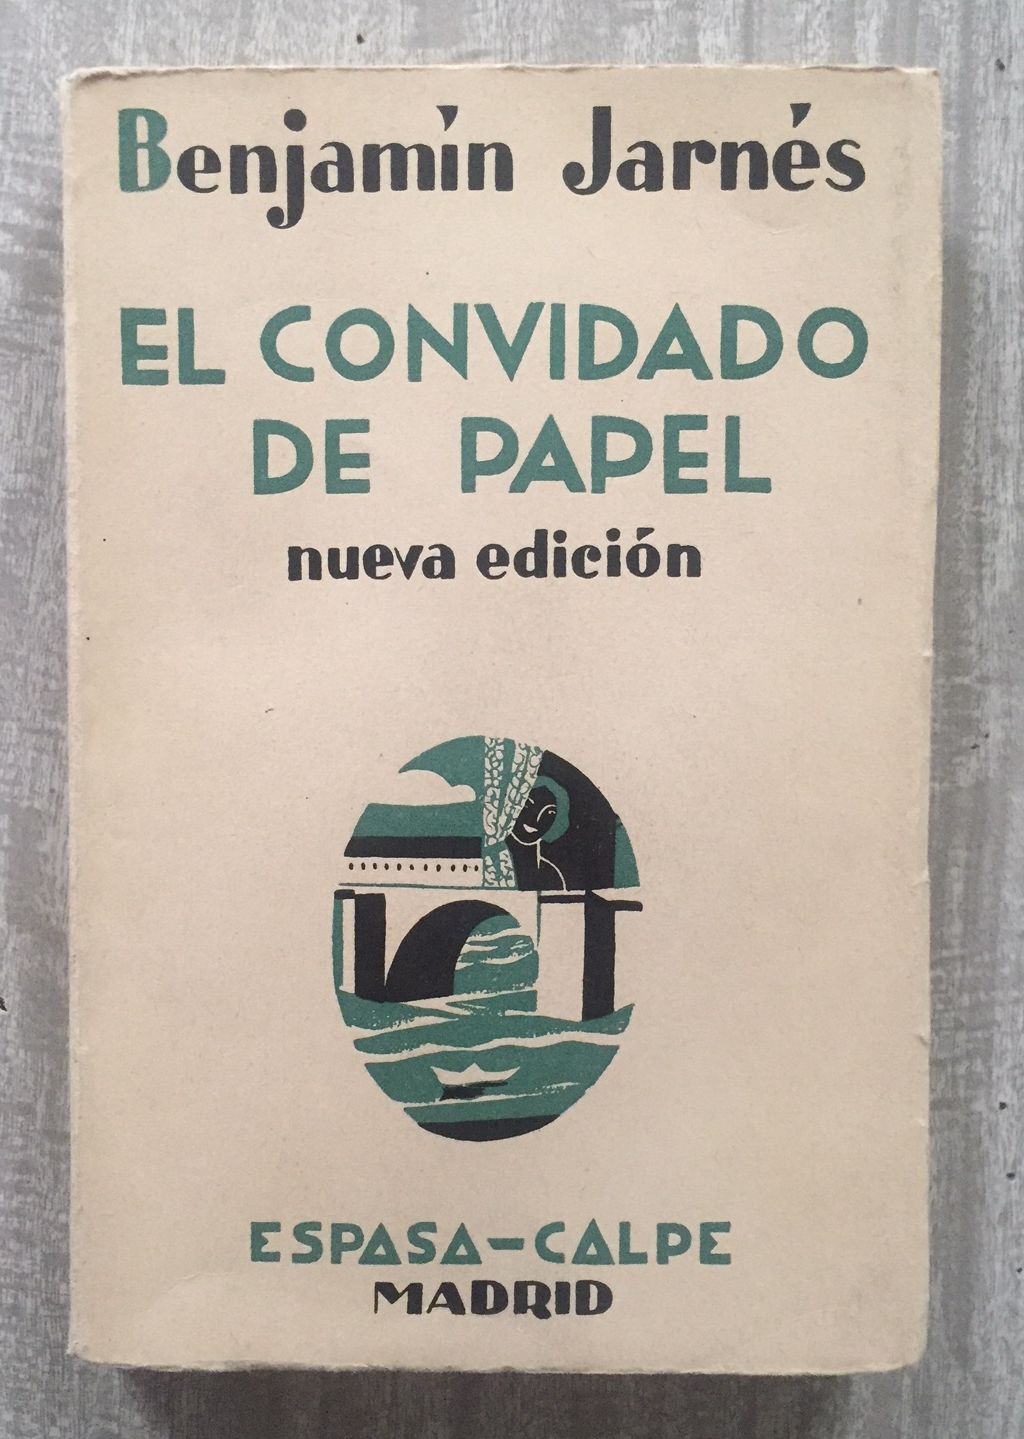 Benjamín Jarnés
EL CONVIDADO
DE PAPEL
nueva edición
ESPASA-CALPE
MADRID